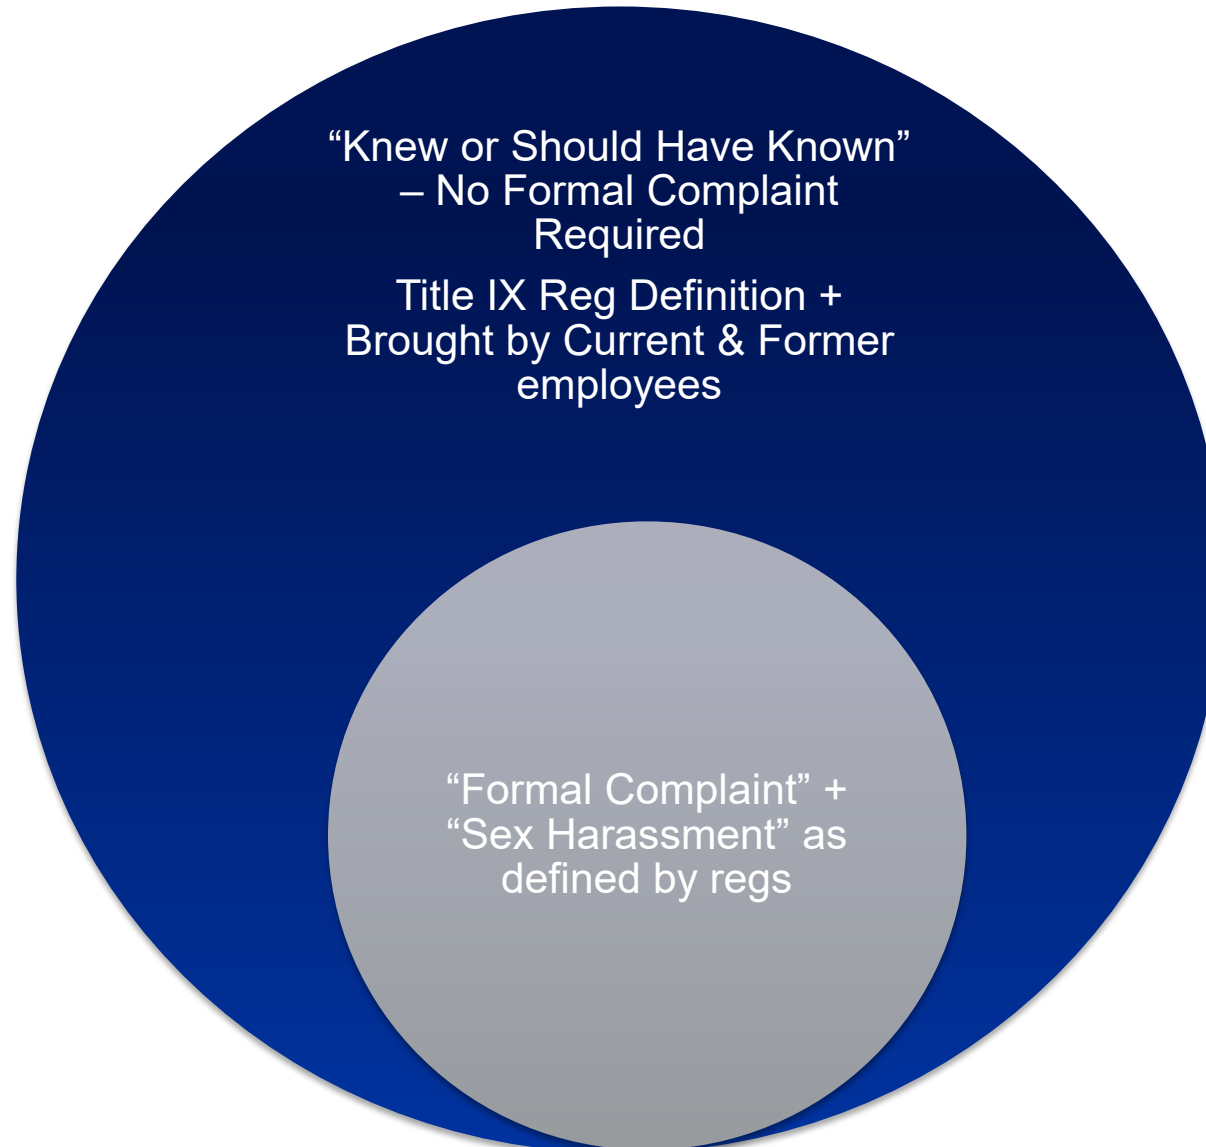 “Knew or Should Have Known”
– No Formal Complaint
Required
Title IX Reg Definition +
Brought by Current & Former
employees
“Formal Complaint” +
“Sex Harassment” as
defined by regs